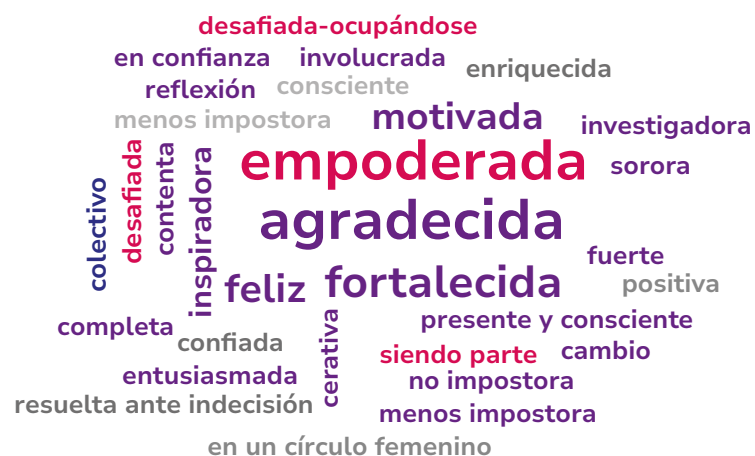 desafiada-ocupándose
en confianza
involucrada
enriquecida
reflexión
consciente
menos impostora
motivada
investigadora
empoderada
sorora
desafiada
contenta
inspiradora
colectivo
agradecida
fuerte
feliz
fortalecida
positiva
completa
confiada
cerativa
presente y consciente
siendo parte
cambio
entusiasmada
no impostora
resuelta ante indecisión
menos impostora
en un círculo femenino